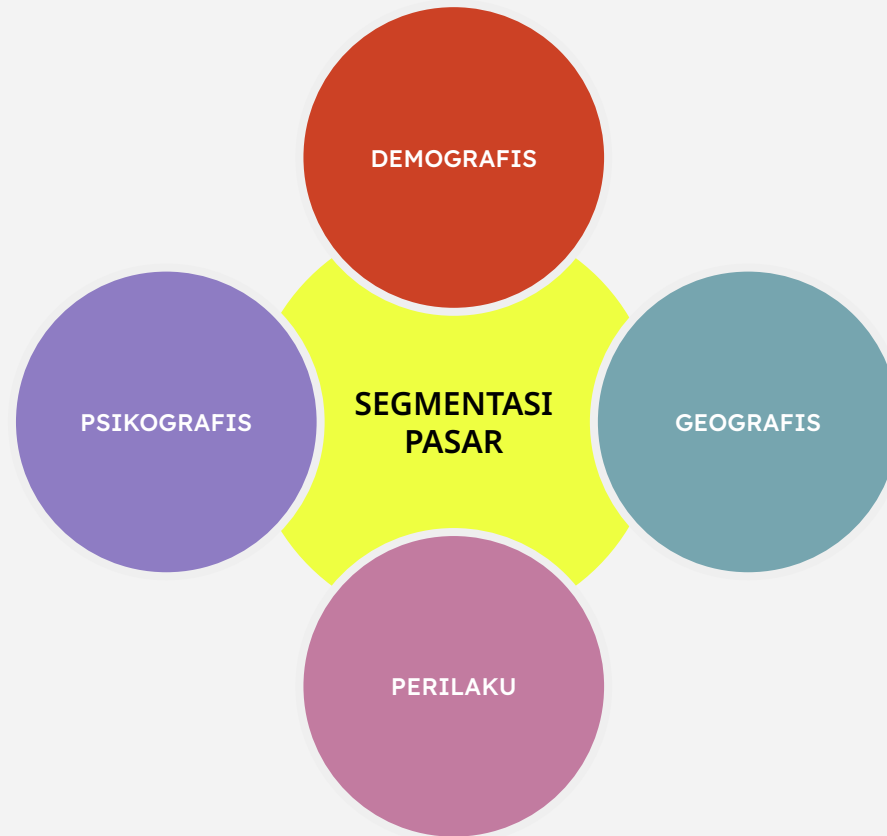 DEMOGRAFIS
PSIKOGRAFIS
SEGMENTASI
PASAR
GEOGRAFIS
PERILAKU